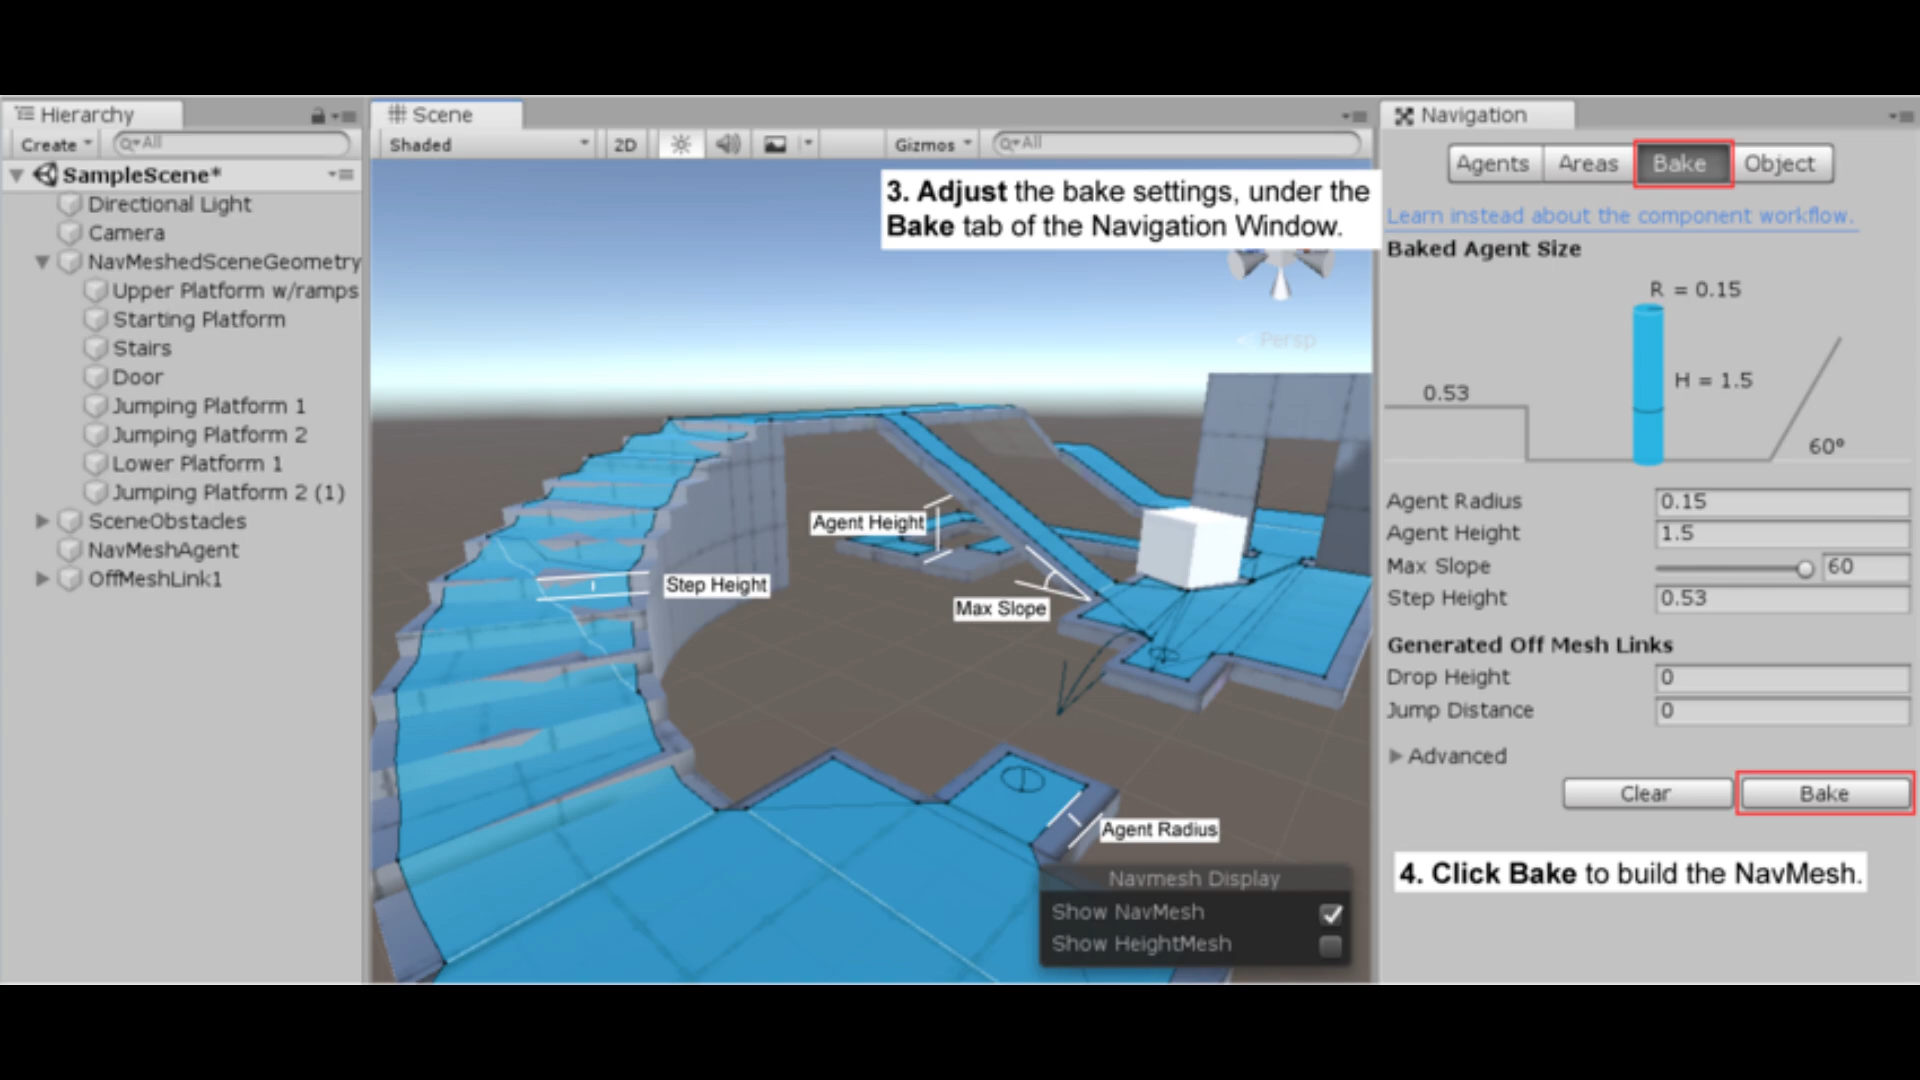 Hierarchy
Create
All
SampleScene*
Directional Light
Camera
NavMeshedSceneGeometry
Upper Platform w/ramps
Starting Platform
Stairs
Door
Jumping Platform 1
Jumping Platform 2
Lower Platform 1
Jumping Platform 2 (1)
SceneObstacles
NavMeshAgent
OffMeshLink1
Scene
Shaded
2D
Gizmos
All
3. Adjust the bake settings, under the
Bake tab of the Navigation Window.
Persp
Agent Height
Step Height
Max Slope
Agent Radius
Navmesh Display
Show NavMesh
Show HeightMesh
Navigation
Agents
Areas
Bake
Object
Learn instead about the component workflow.
Baked Agent Size
R = 0.15
0.53
H = 1.5
60°
Agent Radius 0.15
Agent Height 1.5
Max Slope 60
Step Height 0.53
Generated Off Mesh Links
Drop Height 0
Jump Distance 0
Advanced
Clear
Bake
4. Click Bake to build the NavMesh.